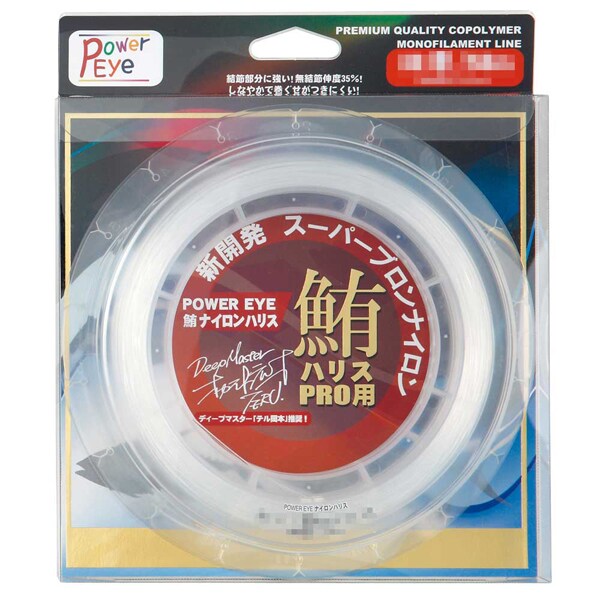 Power Eye
PREMIUM QUALITY COPOLYMER
MONOFILAMENT LINE
結節部分に強い! 無結節伸度35%!
しなやかで巻ぐせがつきにくい!
新開発 スーパーブロンナイロン
POWER EYE
鮪ナイロンハリス
鮪
ハリス
PRO用
DeepMaster
ディープマスター「テル岡本」推奨!
POWER EYE ナイロンハリス